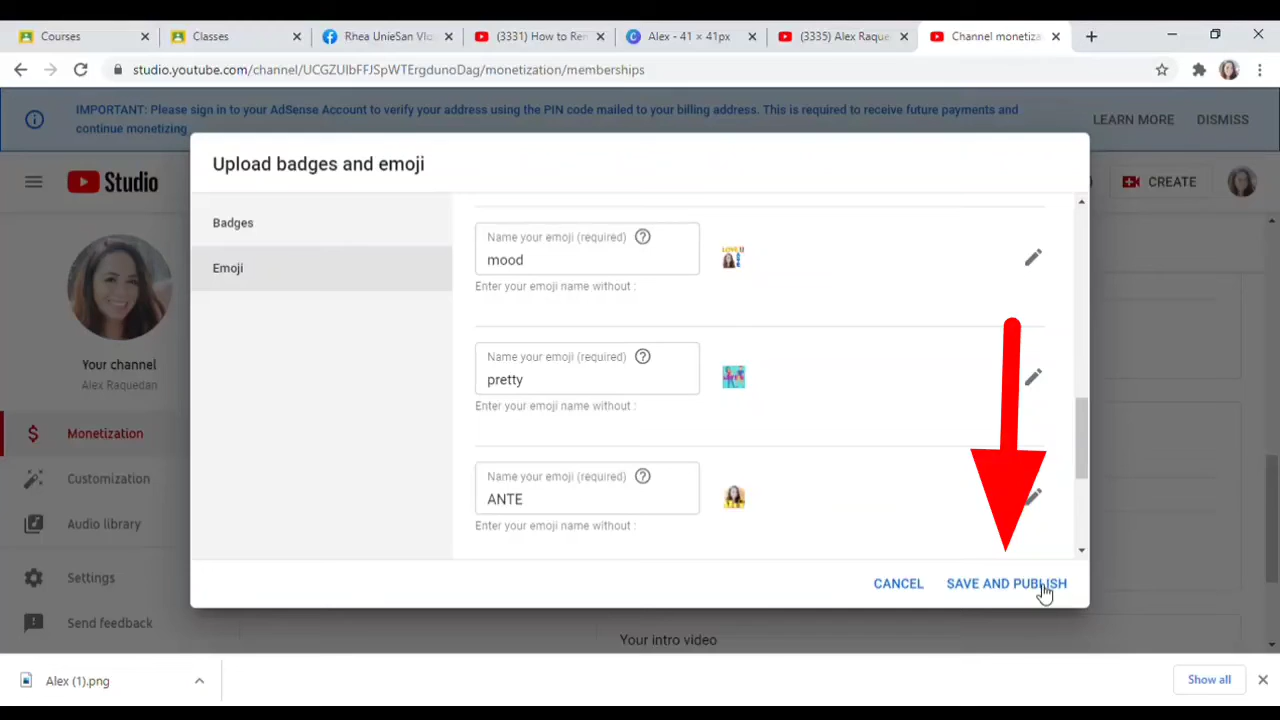 Courses
Classes
Rhea UnieSan Vlo
(3331) How to Ren
Alex - 41 × 41px
(3335) Alex Raque
Channel monetiza
studio.youtube.com/channel/UCGZUIbFFJSpWTErgdunoDag/monetization/memberships
IMPORTANT: Please sign in to your AdSense Account to verify your address using the PIN code mailed to your billing address. This is required to receive future payments and
continue monetizing
LEARN MORE
DISMISS
Studio
CREATE
Upload badges and emoji
Badges
Emoji
Name your emoji (required)
mood
Enter your emoji name without :
Name your emoji (required)
pretty
Enter your emoji name without :
Name your emoji (required)
ANTE
Enter your emoji name without :
CANCEL
SAVE AND PUBLISH
Your channel
Alex Raquedan
Monetization
Customization
Audio library
Settings
Send feedback
Your intro video
Alex (1).png
Show all